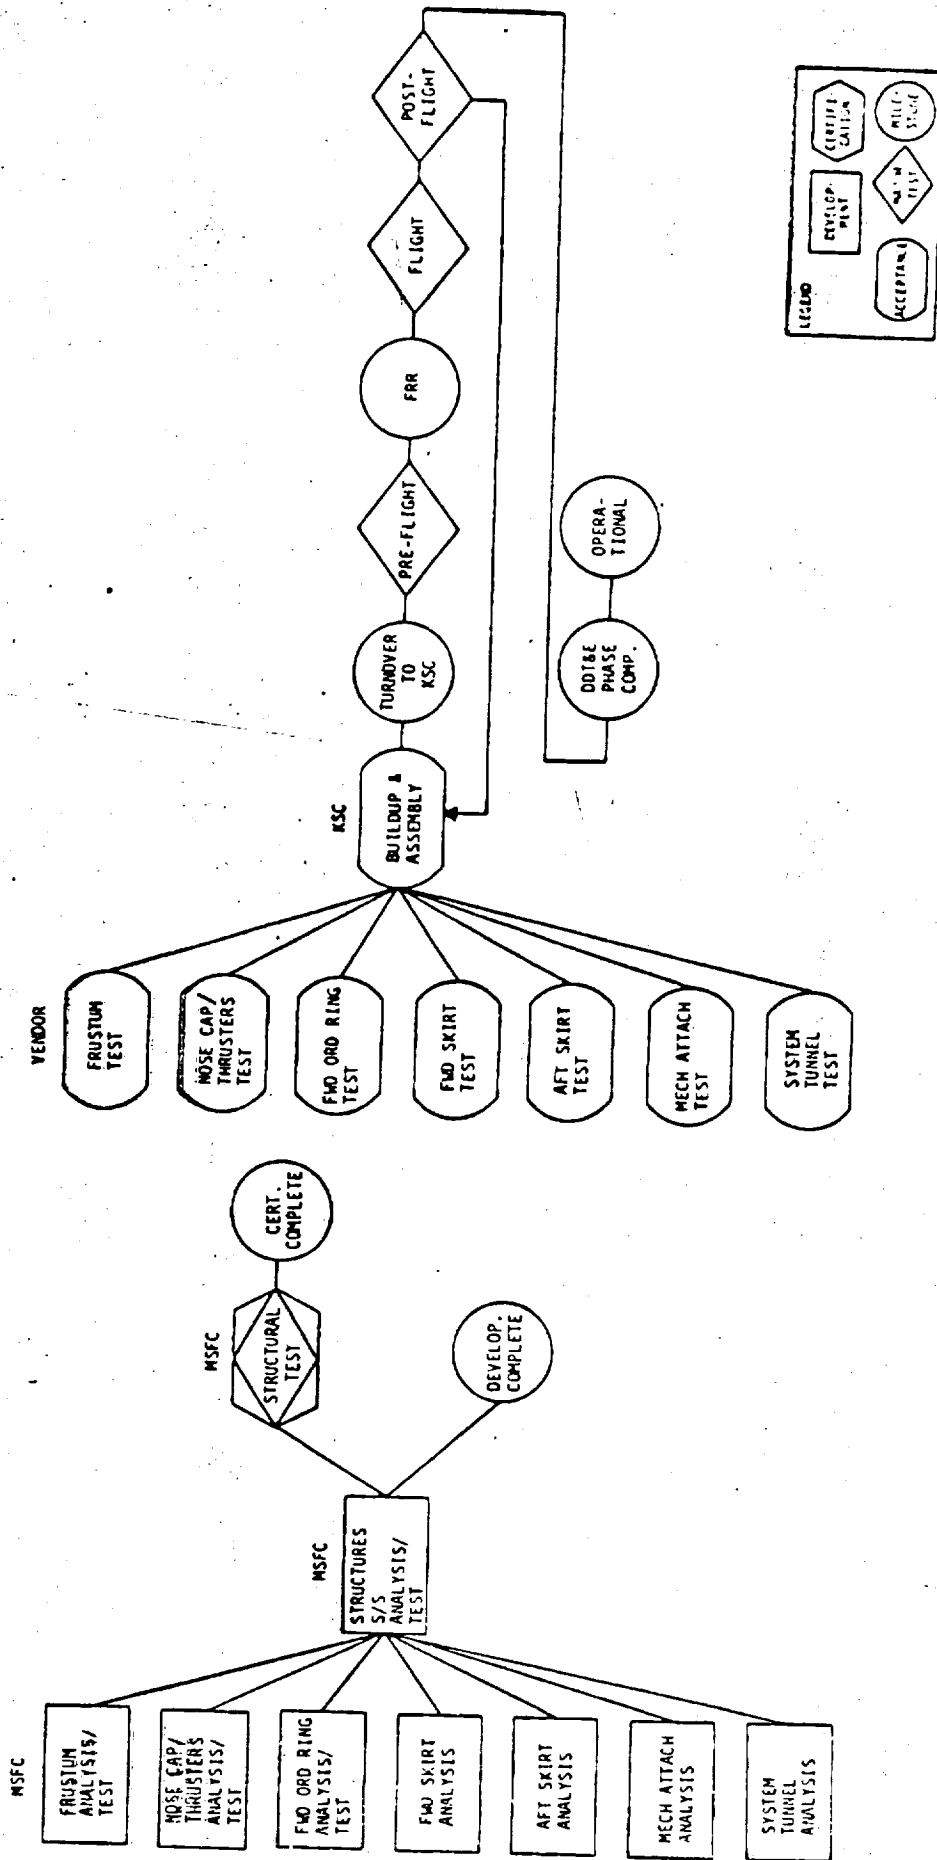 MSFC
FRUSTUM
ANALYSIS/
TEST
NOSE CAP/
THRUSTERS
ANALYSIS/
TEST
FWD ORD RING
ANALYSIS/
TEST
FWD SKIRT
ANALYSIS
AFT SKIRT
ANALYSIS
MECH ATTACH
ANALYSIS
SYSTEM
TUNNEL
ANALYSIS
MSFC
STRUCTURES
S/S
ANALYSIS/
TEST
MSFC
STRUCTURAL
TEST
CERT.
COMPLETE
DEVELOP.
COMPLETE
VENDOR
FRUSTUM
TEST
NOSE CAP/
THRUSTERS
TEST
FWD ORD RING
TEST
FWD SKIRT
TEST
AFT SKIRT
TEST
MECH ATTACH
TEST
SYSTEM
TUNNEL
TEST
KSC
BUILDUP &
ASSEMBLY
TURNOVER
TO
KSC
PRE-FLIGHT
FRR
FLIGHT
POST-
FLIGHT
DDT&E
PHASE
COMP.
OPERA-
TIONAL
LEGEND
DEVELOP-
MENT
CERTIFI-
CATION
ACCEPTANCE
TEST
MILE-
STONE